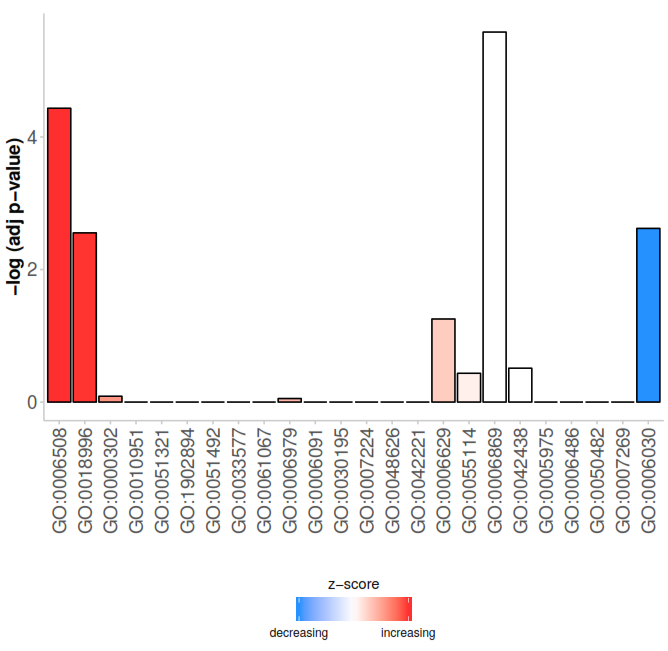 −log (adj p−value)
4
2
0
GO:0006508
GO:0018996
GO:0000302
GO:0010951
GO:0051321
GO:1902894
GO:0051492
GO:0033577
GO:0061067
GO:0006979
GO:0006091
GO:0030195
GO:0007224
GO:0048626
GO:0042221
GO:0006629
GO:0055114
GO:0006869
GO:0042438
GO:0005975
GO:0006486
GO:0050482
GO:0007269
GO:0006030
z−score
decreasing increasing